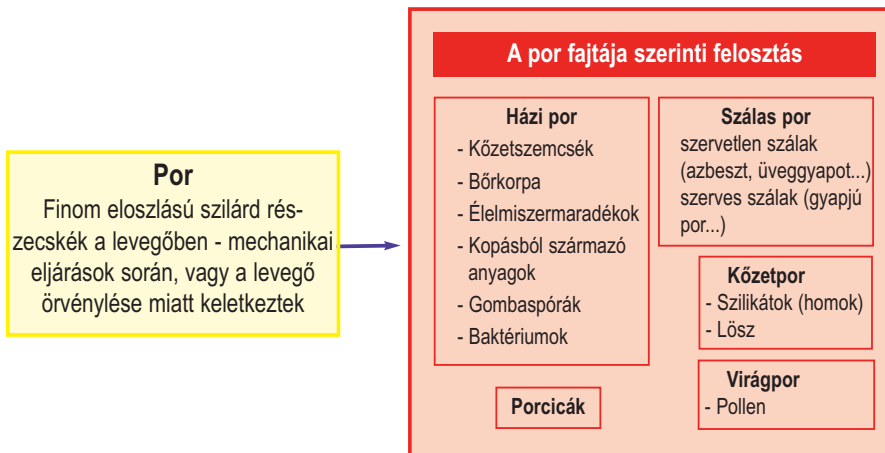 Por
Finom eloszlású szilárd rés-
zecskék a levegőben - mechanikai
eljárások során, vagy a levegő
örvénylése miatt keletkeztek
A por fajtája szerinti felosztás
Házi por
- Kőzetszemcsék
- Bőrkorpa
- Élelmiszermaradékok
- Kopásból származó
anyagok
- Gombaspórák
- Baktériumok
Porcicák
Szálas por
szervetlen szálak
(azbeszt, üveggyapot...)
szerves szálak (gyapjú
por...)
Kőzetpor
- Szilikátok (homok)
- Lösz
Virágpor
- Pollen